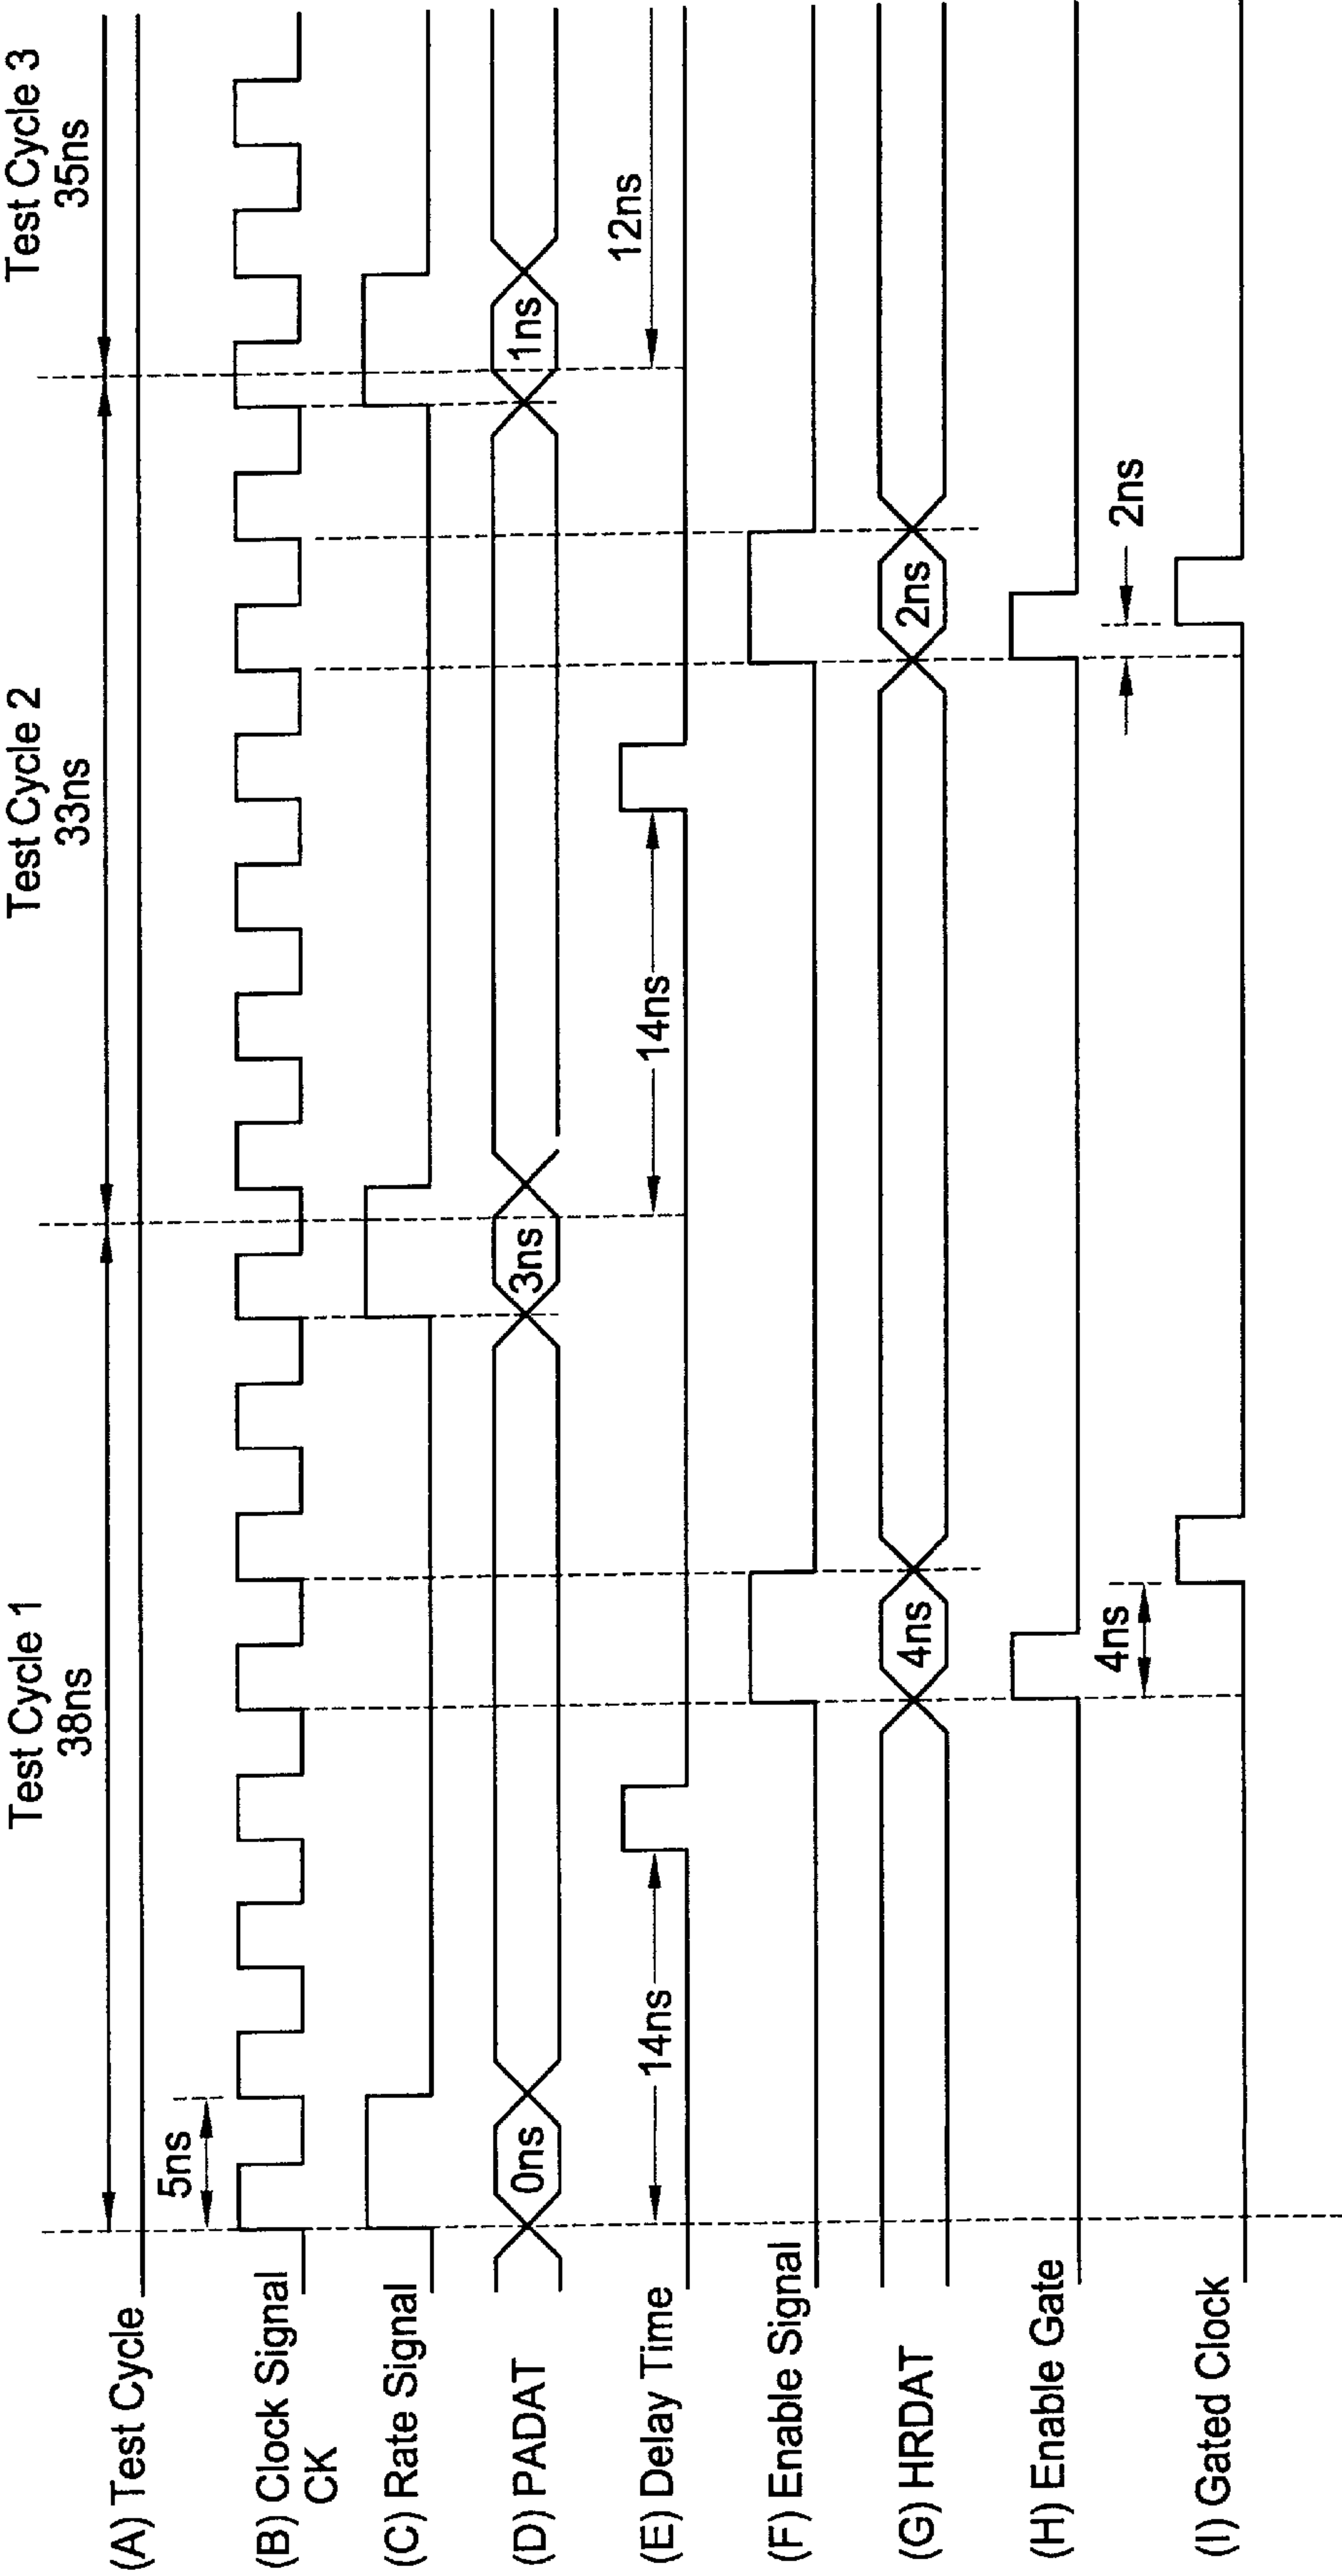 Test Cycle 1
38ns
Test Cycle 2
33ns
Test Cycle 3
35ns
(A) Test Cycle
5ns
(B) Clock Signal
CK
(C) Rate Signal
(D) PADAT
0ns
3ns
1ns
(E) Delay Time
14ns
14ns
12ns
(F) Enable Signal
(G) HRDAT
4ns
2ns
(H) Enable Gate
4ns
2ns
(I) Gated Clock